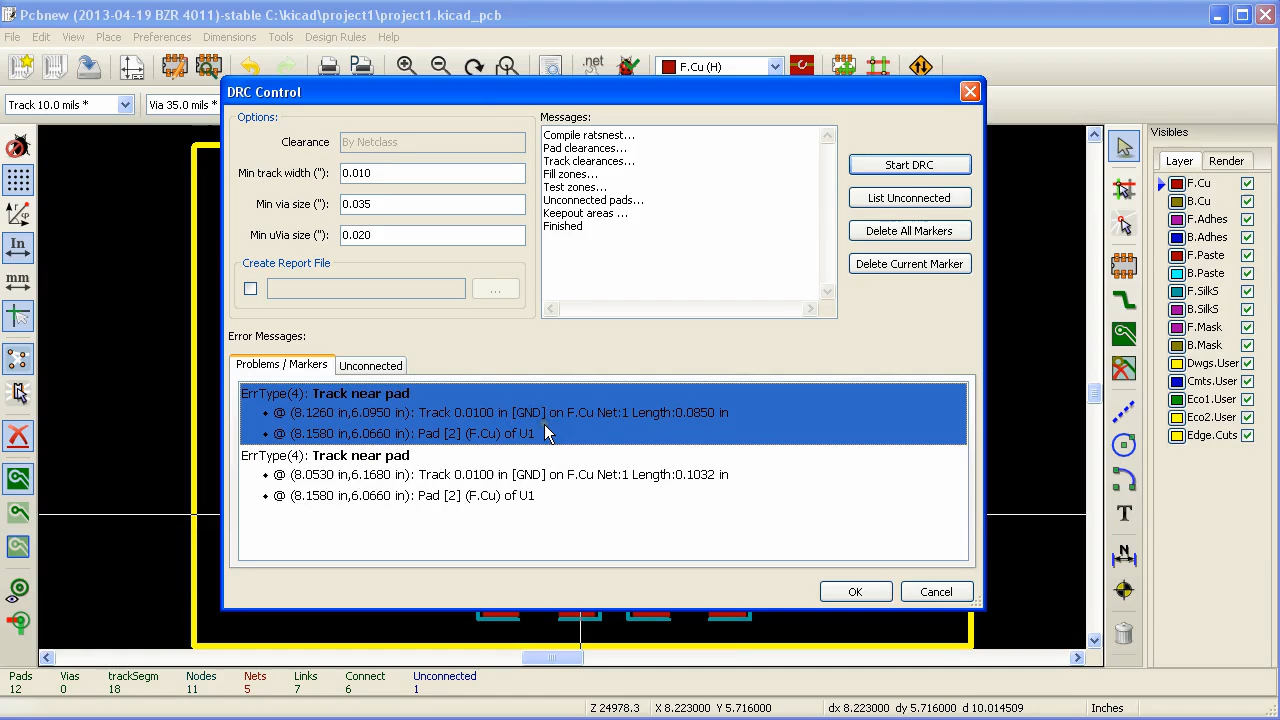 Pcbnew (2013-04-19 BZR 4011)-stable C:\kicad\project1\project1.kicad_pcb
File Edit View Place Preferences Dimensions Tools Design Rules Help
.net
F.Cu (H)
Track 10.0 mils *
Via 35.0 mils *
DRC Control
Options:
Clearance
By Netclass
Min track width ("):
0.010
Min via size ("):
0.035
Min uVia size ("):
0.020
Create Report File
...
Messages:
Compile ratsnest...
Pad clearances...
Track clearances...
Fill zones...
Test zones...
Unconnected pads...
Keepout areas ...
Finished
Start DRC
List Unconnected
Delete All Markers
Delete Current Marker
Error Messages:
Problems / Markers
Unconnected
ErrType(4): Track near pad
@ (8.1260 in,6.0950 in): Track 0.0100 in [GND] on F.Cu Net:1 Length:0.0850 in
@ (8.1580 in,6.0660 in): Pad [2] (F.Cu) of U1
ErrType(4): Track near pad
@ (8.0530 in,6.1680 in): Track 0.0100 in [GND] on F.Cu Net:1 Length:0.1032 in
@ (8.1580 in,6.0660 in): Pad [2] (F.Cu) of U1
OK
Cancel
In
mm
T
N
Visibles
Layer
Render
F.Cu
B.Cu
F.Adhes
B.Adhes
F.Paste
B.Paste
F.SilkS
B.SilkS
F.Mask
B.Mask
Dwgs.User
Cmts.User
Eco1.User
Eco2.User
Edge.Cuts
Pads Vias trackSegm Nodes Nets Links Connect Unconnected
12 0 18 11 5 7 6 1
Z 24978.3
X 8.223000 Y 5.716000
dx 8.223000 dy 5.716000 d 10.014509
Inches